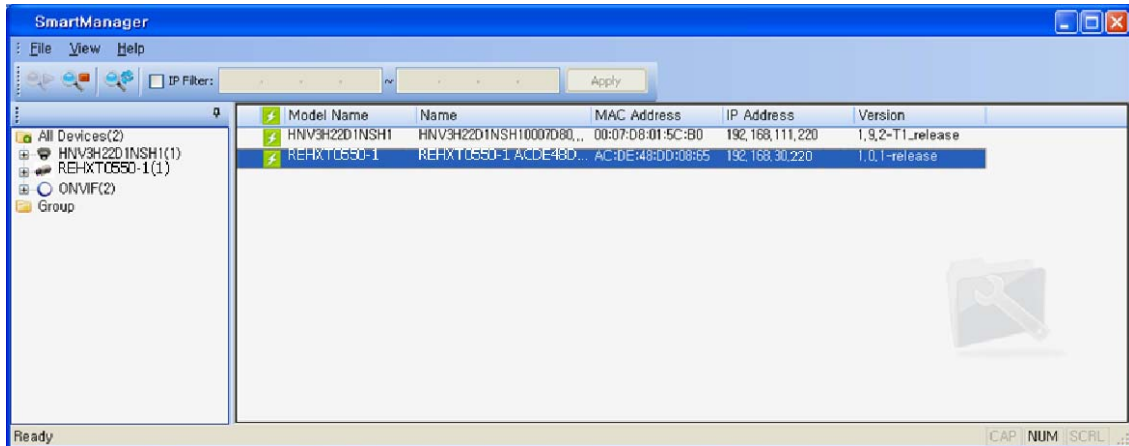 SmartManager
File View Help
IP Filter: ~ Apply
All Devices(2)
HNV3H22D1NSH1(1)
REHXT0550-1(1)
ONVIF(2)
Group
Model Name Name MAC Address IP Address Version
HNV3H22D1NSH1 HNV3H22D1NSH10007D80... 00:07:D8:01:5C:B0 192,168,111,220 1,9,2-T1_release
REHXT0550-1 REHXT0550-1 ACDE48D... AC:DE:48:DD:08:65 192,168,30,220 1,0,1-release
Ready CAP NUM SCRL